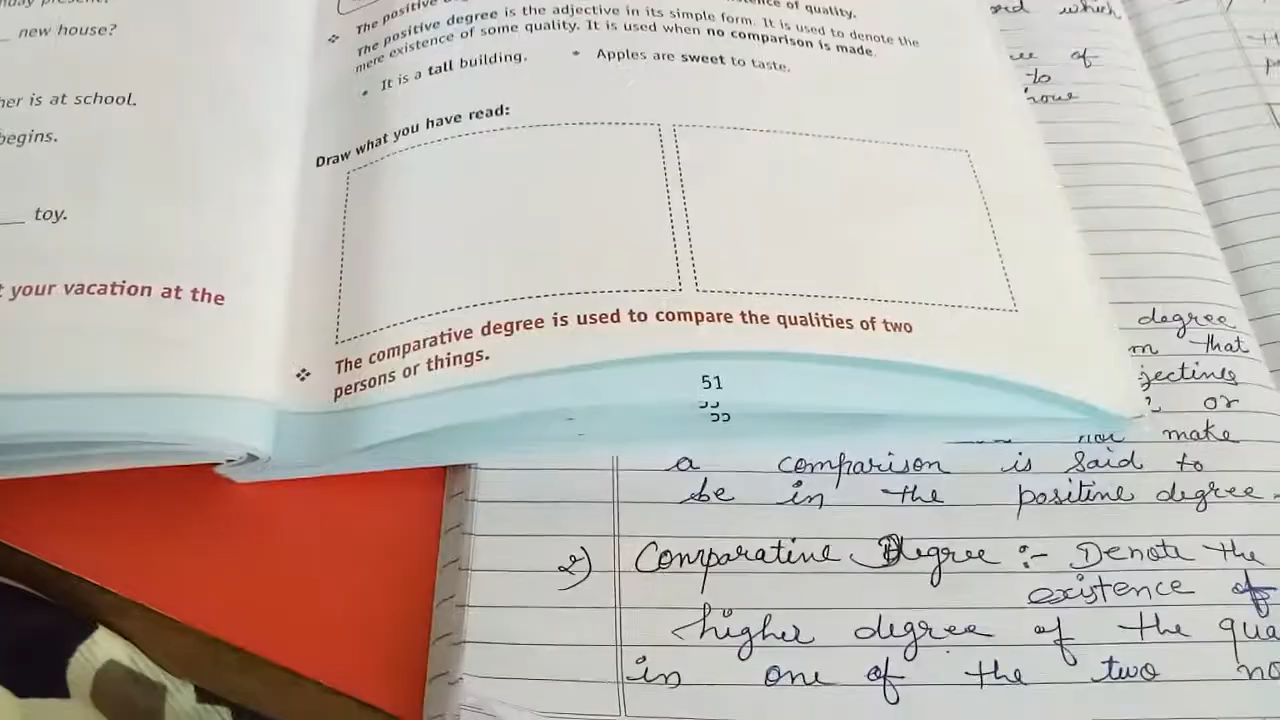 new house?
her is at school.
begins.
toy.
your vacation at the
The positive
of quality.
The positive degree is the adjective in its simple form. It is used to denote the
mere existence of some quality. It is used when no comparison is made.
• It is a tall building.
• Apples are sweet to taste.
Draw what you have read:
❖ The comparative degree is used to compare the qualities of two
persons or things.
51
which
of
to
degree
that
or
make
a comparison is said to
be in the positive degree.
2) Comparative Degree :- Denote the
existence of
higher degree of the
in one of the two